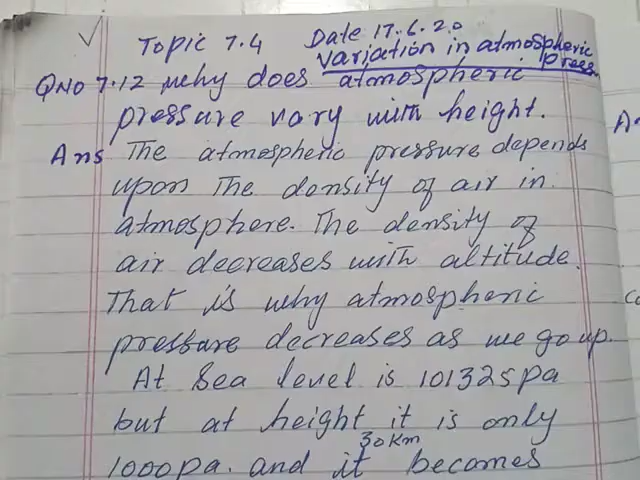 Topic 7.4 Date 17.6.20
Variation in atmospheric
press.
QNO 7.12 why does atmospheric
pressure vary with height.
Ans The atmospheric pressure depends
upon The density of air in
atmosphere. The density of
air decreases with altitude.
That is why atmospheric
pressure decreases as we go up.
At Sea level is 101325pa
but at height it is only
30Km
1000pa. and it becomes